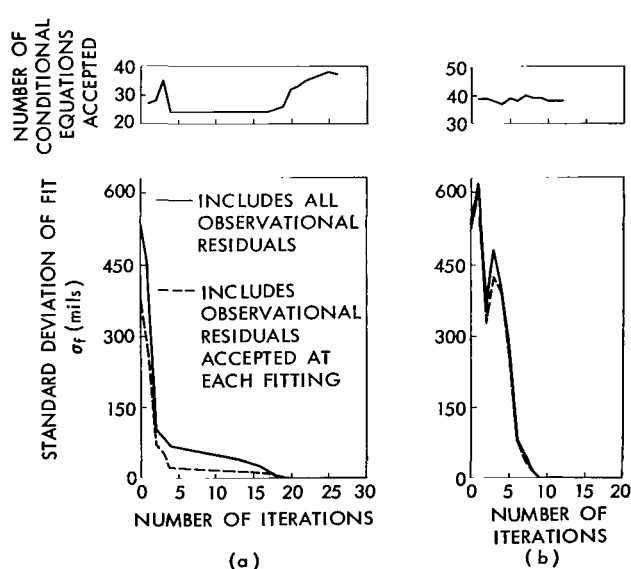 NUMBER OF
CONDITIONAL
EQUATIONS
ACCEPTED
40
30
20
50
40
30
STANDARD DEVIATION OF FIT
σf (mils)
600
450
300
150
0
INCLUDES ALL
OBSERVATIONAL
RESIDUALS
INCLUDES
OBSERVATIONAL
RESIDUALS
ACCEPTED AT
EACH FITTING
0 5 10 15 20 25 30
NUMBER OF ITERATIONS
(a)
600
450
300
150
0
0 5 10 15 20
NUMBER OF
ITERATIONS
(b)